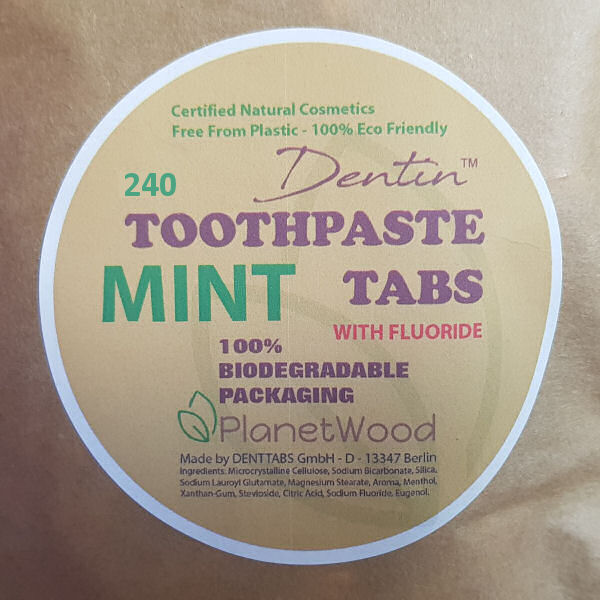 Certified Natural Cosmetics
Free From Plastic - 100% Eco Friendly
Dentin™
240
TOOTHPASTE
MINT TABS
WITH FLUORIDE
100%
BIODEGRADABLE
PACKAGING
PlanetWood
Made by DENTTABS GmbH - D - 13347 Berlin
Ingredients: Microcrystalline Cellulose, Sodium Bicarbonate, Silica,
Sodium Lauroyl Glutamate, Magnesium Stearate, Aroma, Menthol,
Xanthan-Gum, Stevioside, Citric Acid, Sodium Fluoride, Eugenol.